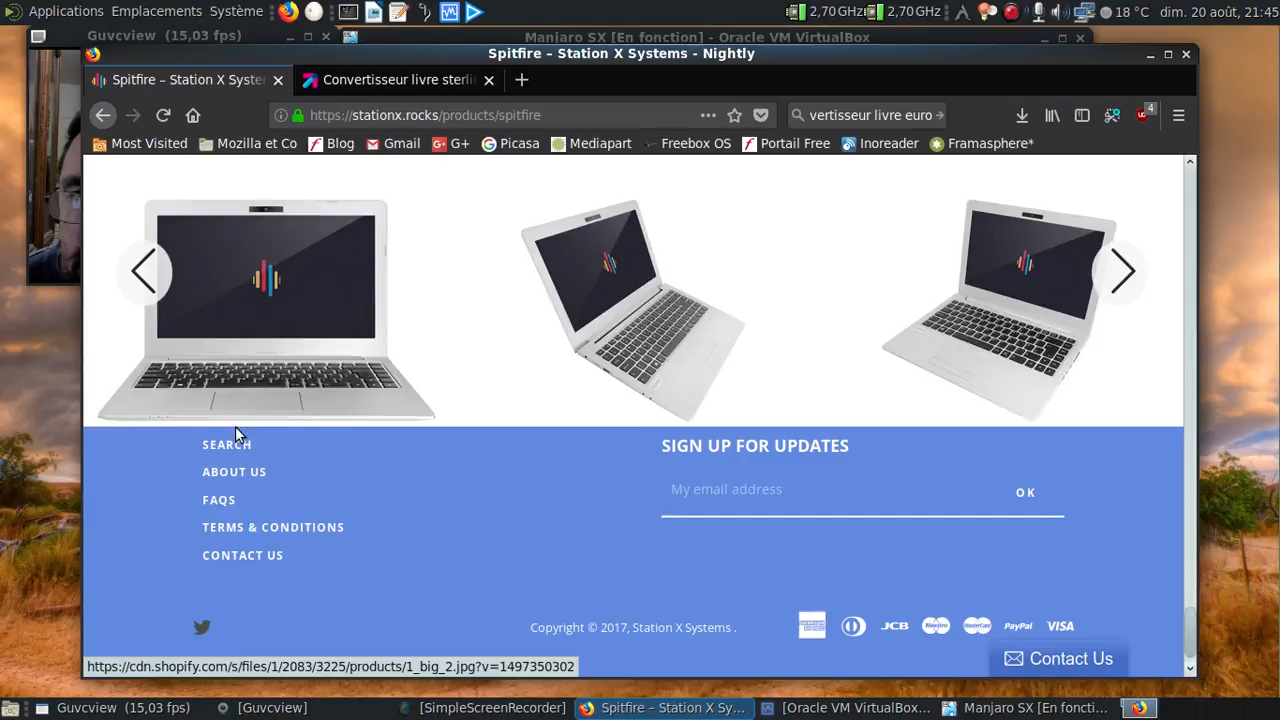 Applications Emplacements Système 2,70 GHz 2,70 GHz 18 °C dim. 20 août, 21:45
Guvcview (15,03 fps) Manjaro SX [En fonction] - Oracle VM VirtualBox
Spitfire – Station X Systems - Nightly
Spitfire – Station X Syste Convertisseur livre sterli
https://stationx.rocks/products/spitfire vertisseur livre euro 4
Most Visited Mozilla et Co Blog Gmail G+ Picasa Mediapart Freebox OS Portail Free Inoreader Framasphere*
SEARCH
ABOUT US
FAQS
TERMS & CONDITIONS
CONTACT US
SIGN UP FOR UPDATES
My email address OK
Copyright © 2017, Station X Systems . JCB Maestro MasterCard PayPal VISA
Contact Us
https://cdn.shopify.com/s/files/1/2083/3225/products/1_big_2.jpg?v=1497350302
Guvcview (15,03 fps) [Guvcview] [SimpleScreenRecorder] Spitfire – Station X Sy... [Oracle VM VirtualBox... Manjaro SX [En foncti...